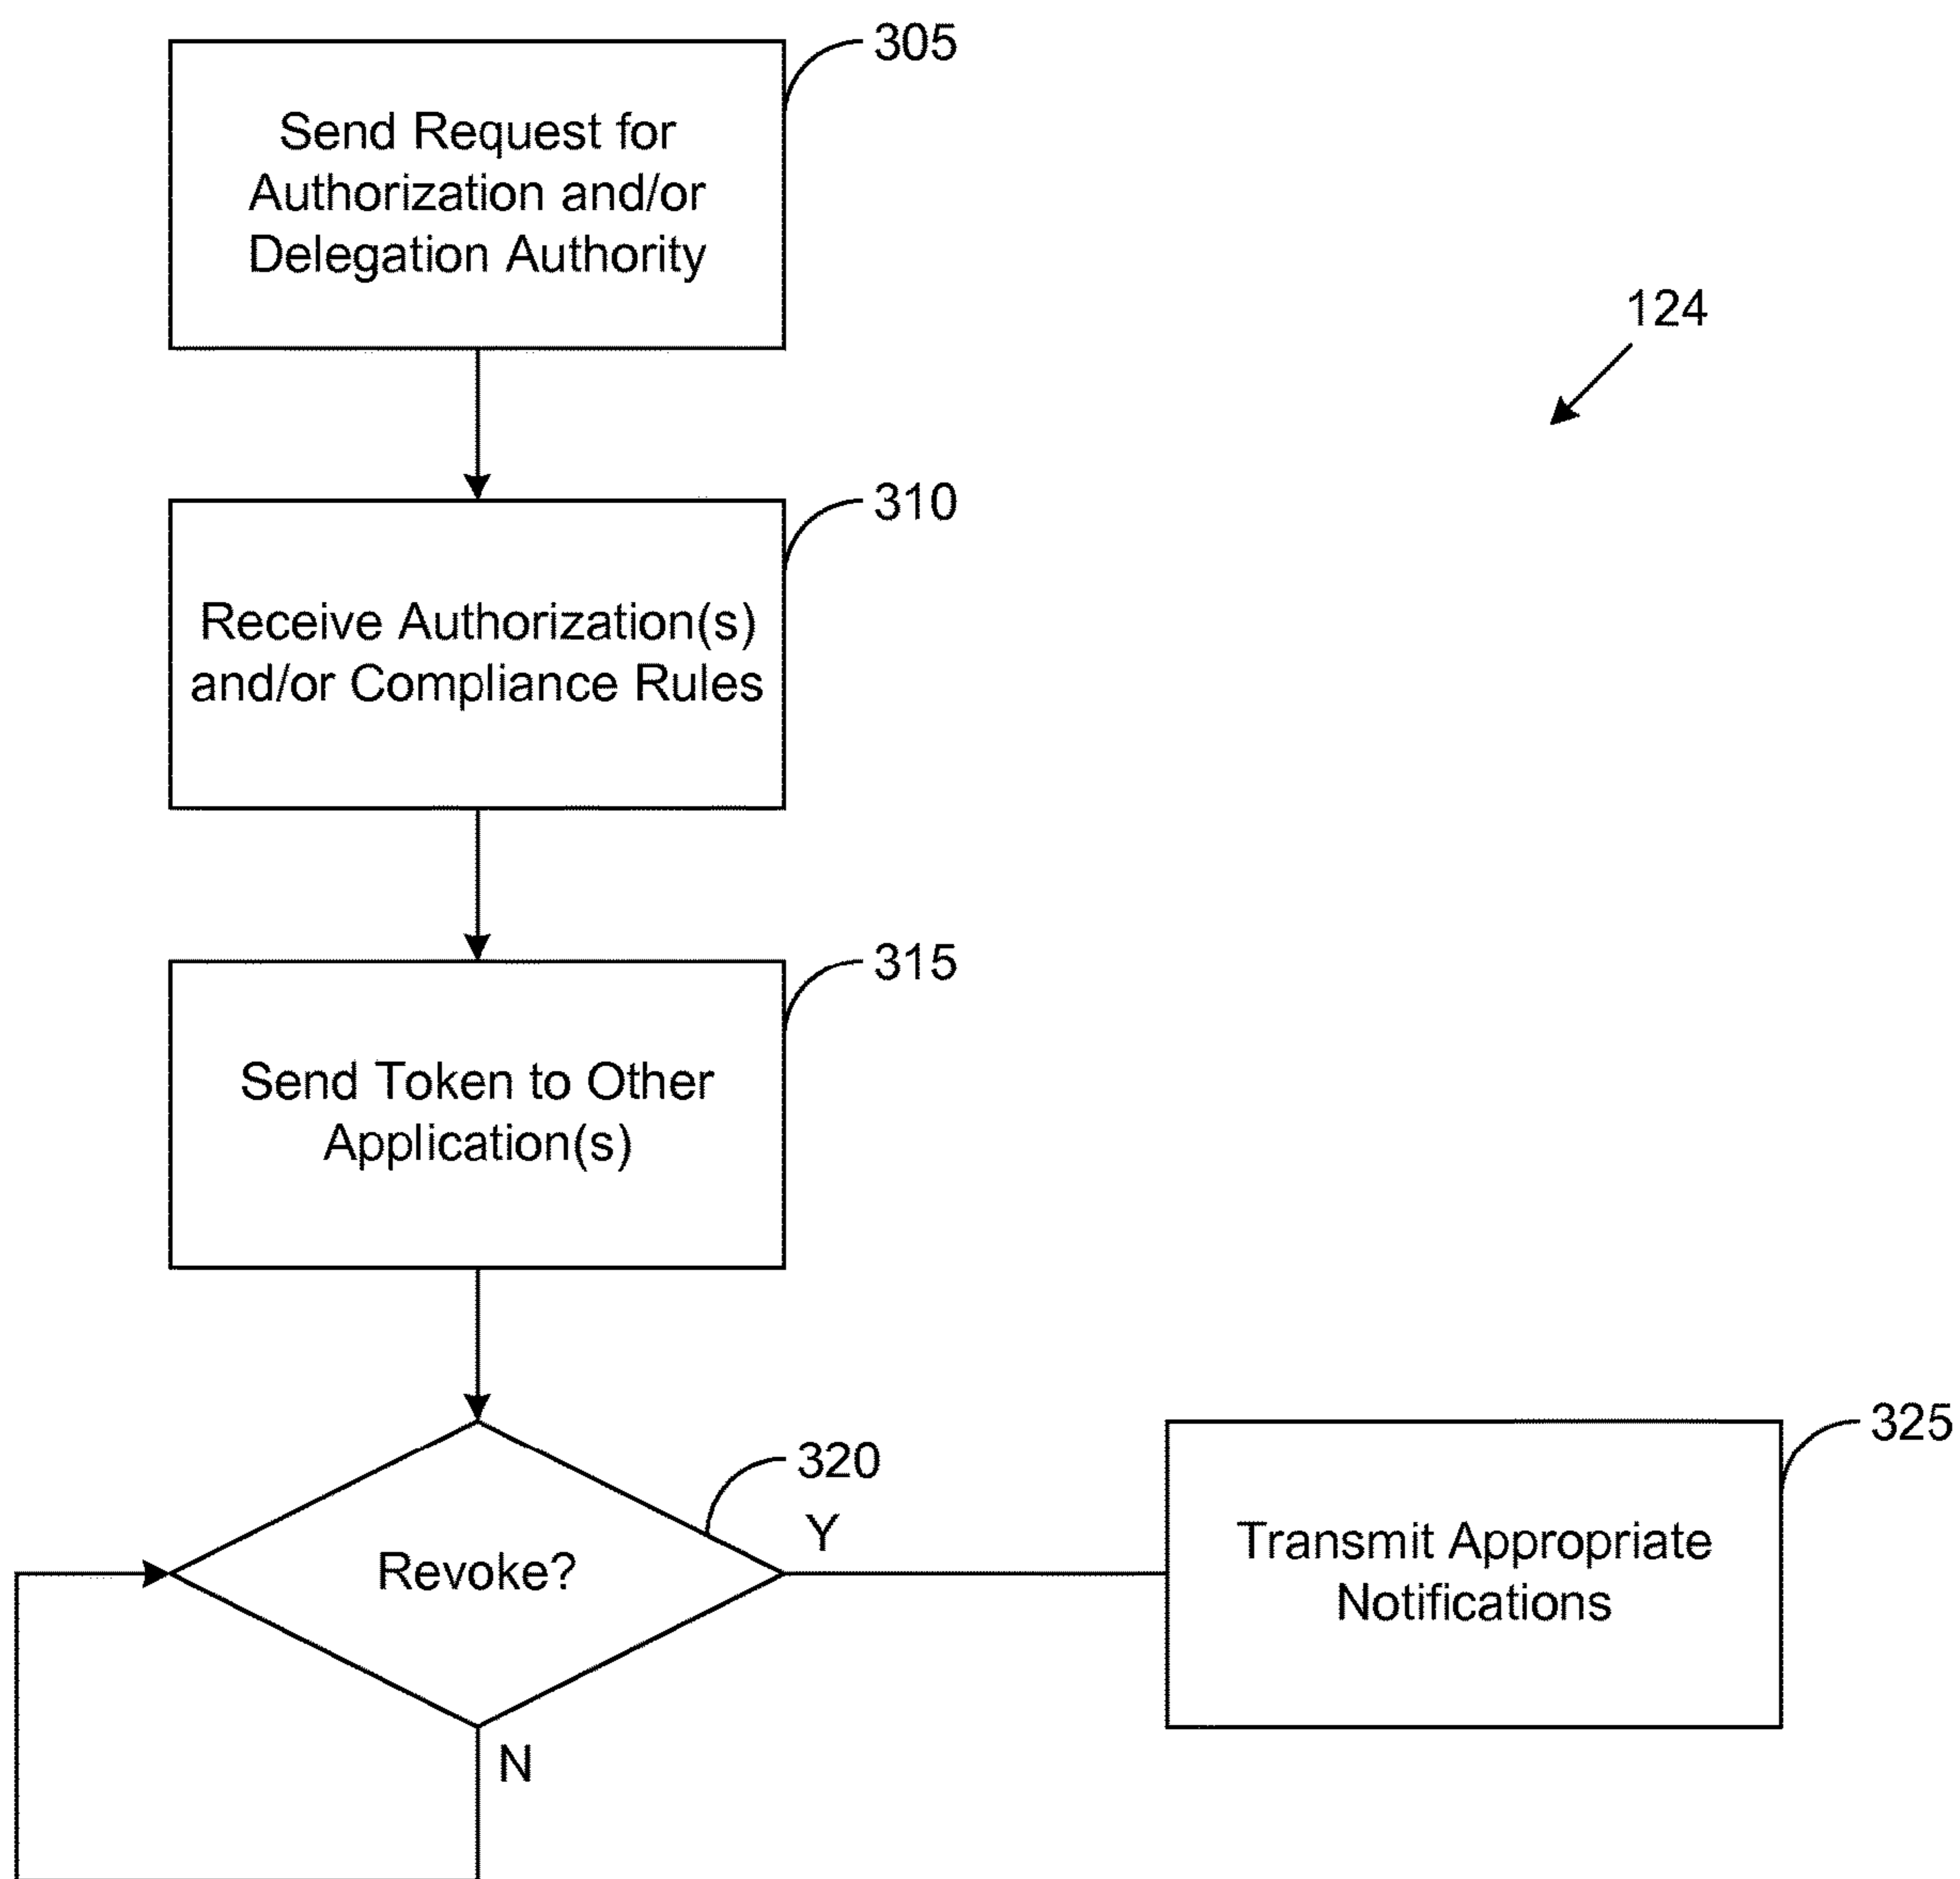 305
Send Request for
Authorization and/or
Delegation Authority
124
310
Receive Authorization(s)
and/or Compliance Rules
315
Send Token to Other
Application(s)
320
Revoke?
Y
N
325
Transmit Appropriate
Notifications